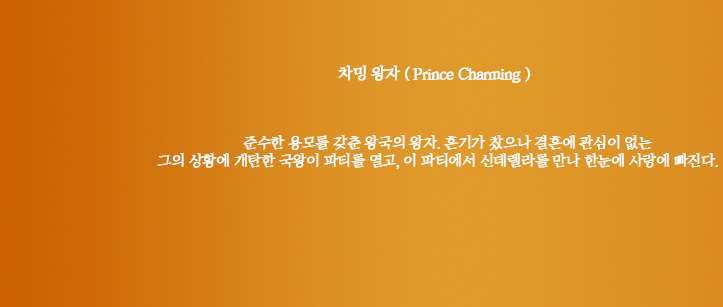 차밍 왕자 ( Prince Charming )
준수한 용모를 갖춘 왕국의 왕자. 혼기가 찼으나 결혼에 관심이 없는
그의 상황에 개탄한 국왕이 파티를 열고, 이 파티에서 신데렐라를 만나 한눈에 사랑에 빠진다.